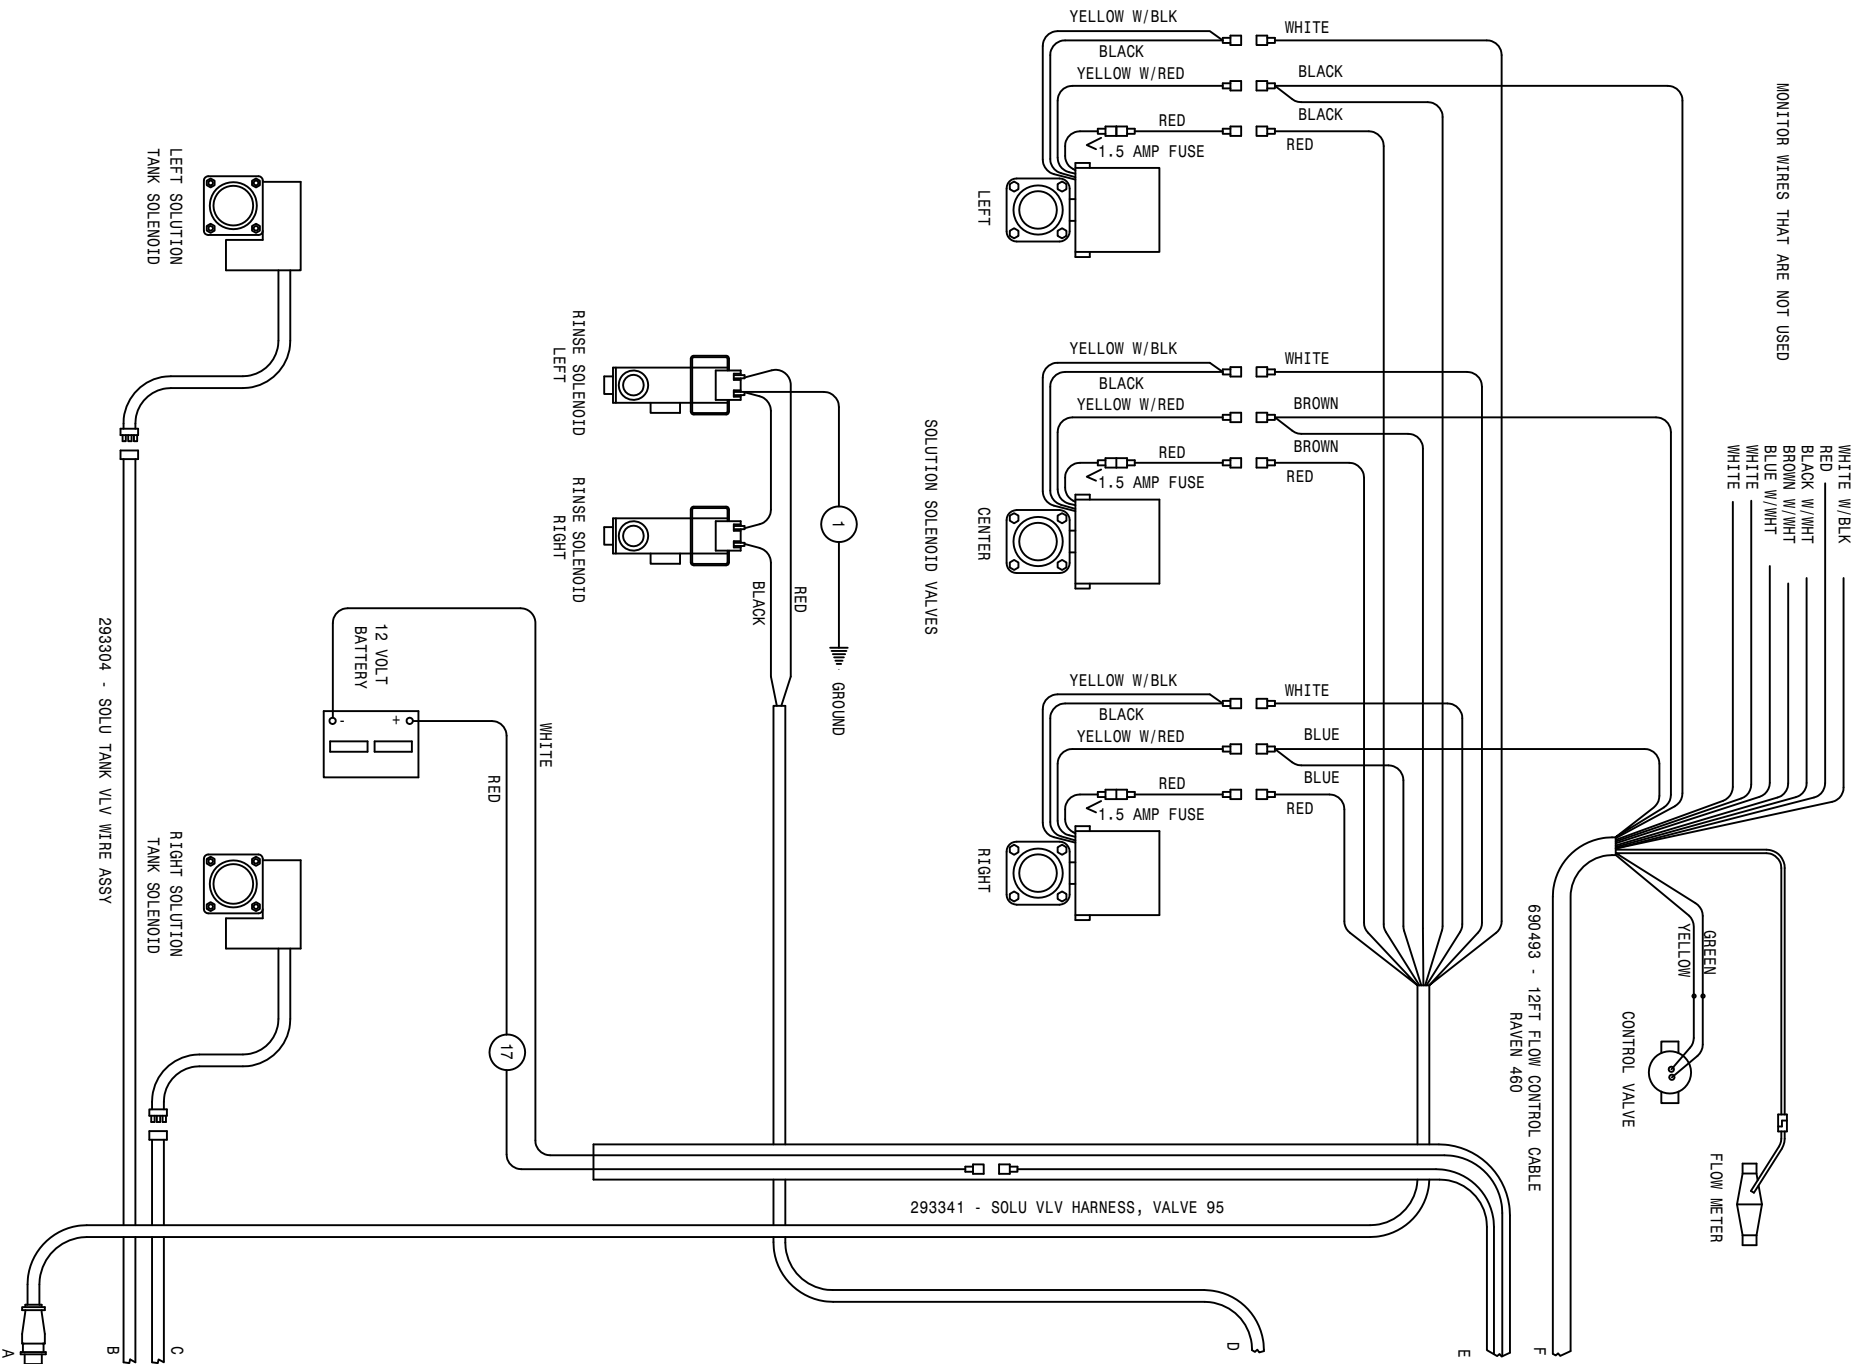 YELLOW W/BLK
WHITE
BLACK
YELLOW W/RED
BLACK
RED
BLACK
1.5 AMP FUSE
RED
LEFT
MONITOR WIRES THAT ARE NOT USED
YELLOW W/BLK
WHITE
BLACK
YELLOW W/RED
BROWN
RED
BROWN
1.5 AMP FUSE
RED
CENTER
WHITE W/BLK
RED
BLACK W/WHT
BROWN W/WHT
BLUE W/WHT
WHITE
WHITE
SOLUTION SOLENOID VALVES
YELLOW W/BLK
WHITE
BLACK
YELLOW W/RED
BLUE
RED
BLUE
1.5 AMP FUSE
RED
RIGHT
LEFT SOLUTION
TANK SOLENOID
RINSE SOLENOID
LEFT
RINSE SOLENOID
RIGHT
1
RED
BLACK
GROUND
12 VOLT
BATTERY
- +
WHITE
RED
17
293304 - SOLU TANK VLV WIRE ASSY
RIGHT SOLUTION
TANK SOLENOID
GREEN
YELLOW
CONTROL VALVE
FLOW METER
690493 - 12FT FLOW CONTROL CABLE
RAVEN 460
293341 - SOLU VLV HARNESS, VALVE 95
A
B
C
D
E
F